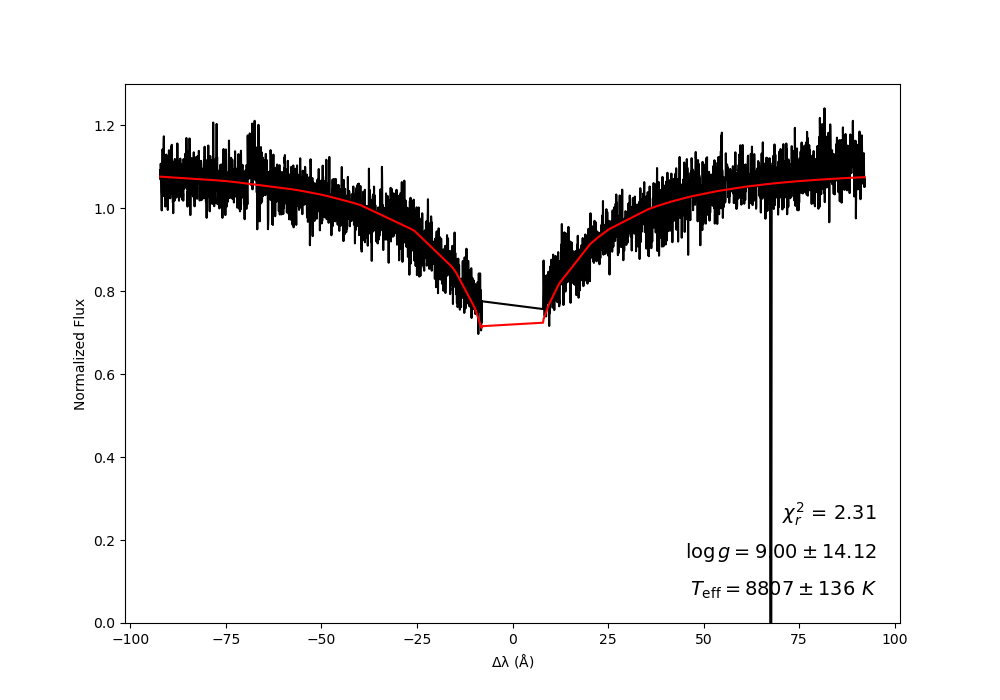 1.2
1.0
0.8
0.6
0.4
0.2
0.0
Normalized Flux
χ²ᵣ = 2.31
log g = 9.00 ± 14.12
T_eff = 8807 ± 136 K
−100 −75 −50 −25 0 25 50 75 100
Δλ (Å)